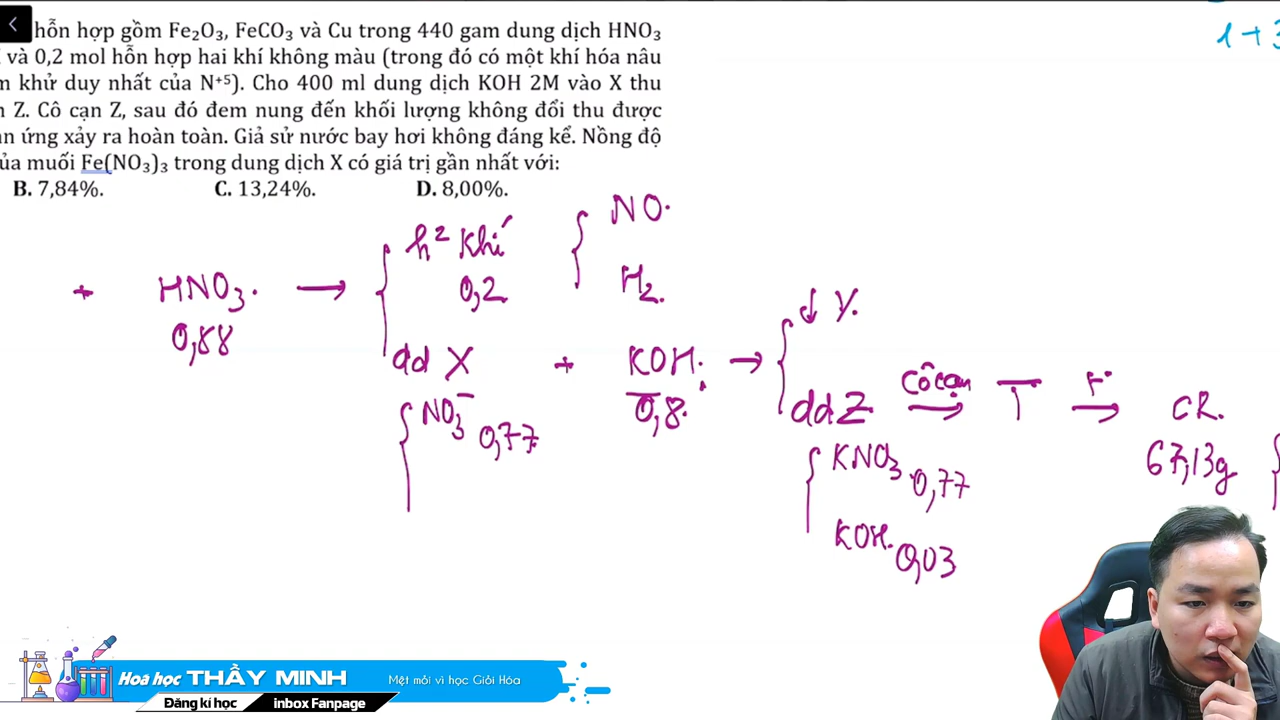 hỗn hợp gồm Fe₂O₃, FeCO₃ và Cu trong 440 gam dung dịch HNO₃
và 0,2 mol hỗn hợp hai khí không màu (trong đó có một khí hóa nâu
m khử duy nhất của N⁺⁵). Cho 400 ml dung dịch KOH 2M vào X thu
Z. Cô cạn Z, sau đó đem nung đến khối lượng không đổi thu được
n ứng xảy ra hoàn toàn. Giả sử nước bay hơi không đáng kể. Nồng độ
ủa muối Fe(NO₃)₃ trong dung dịch X có giá trị gần nhất với:
B. 7,84%. C. 13,24%. D. 8,00%.
1+3
h² khí { NO.
0,2 H₂.
+ HNO₃. →
0,88
dd X + KOH. → ↓ Y.
0,8.
NO₃⁻ 0,77
ddZ. Cô cạn → T t° → CR.
67,13g
KNO₃ 0,77
KOH. 0,03
Hoá học THẦY MINH
Mệt mỏi vì học Giỏi Hóa
Đăng kí học inbox Fanpage